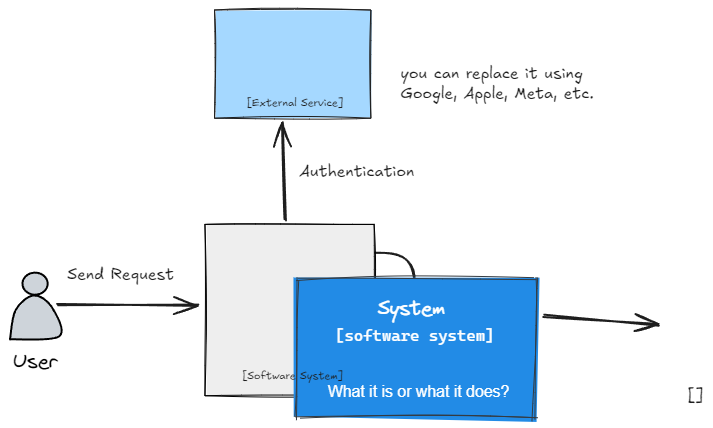 [External Service]
you can replace it using
Google, Apple, Meta, etc.
Authentication
Send Request
User
[Software System]
System
[software system]
What it is or what it does?
[]